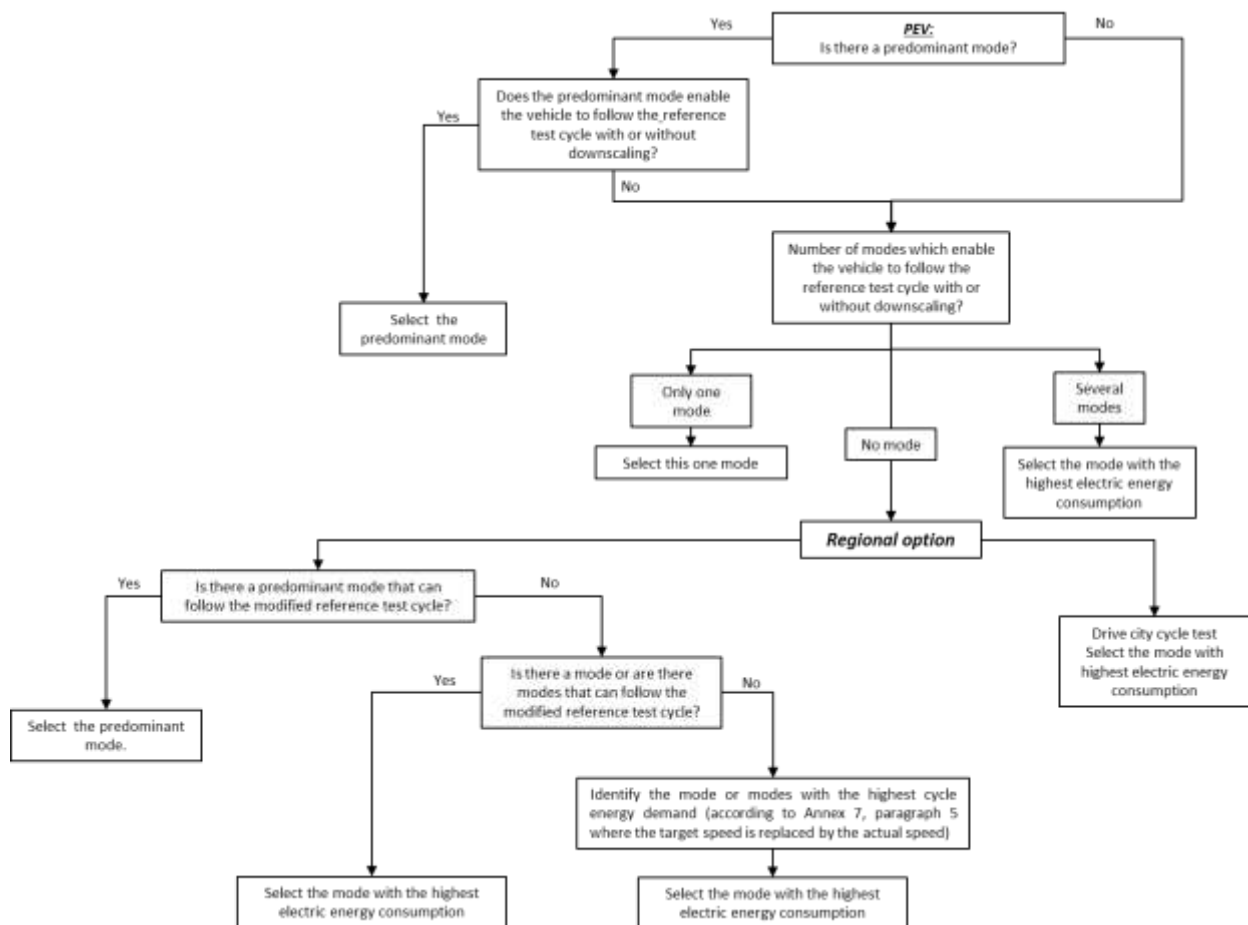 PEV:
Yes
No
Is there a predominant mode?
Does the predominant mode enable
the vehicle to follow the reference
test cycle with or without
downscaling?
Yes
No
Number of modes which enable
the vehicle to follow the
reference test cycle with or
without downscaling?
Select the
predominant mode
Only one
mode
Several
modes
No mode
Select this one mode
Select the mode with the
highest electric energy
consumption
Regional option
Yes
Is there a predominant mode that can
follow the modified reference test cycle?
No
Drive city cycle test
Select the mode with
highest electric energy
consumption
Yes
Is there a mode or are there
modes that can follow the
modified reference test cycle?
No
Select the predominant
mode.
Identify the mode or modes with the highest cycle
energy demand (according to Annex 7, paragraph 5
where the target speed is replaced by the actual speed)
Select the mode with the highest
electric energy consumption
Select the mode with the highest
electric energy consumption